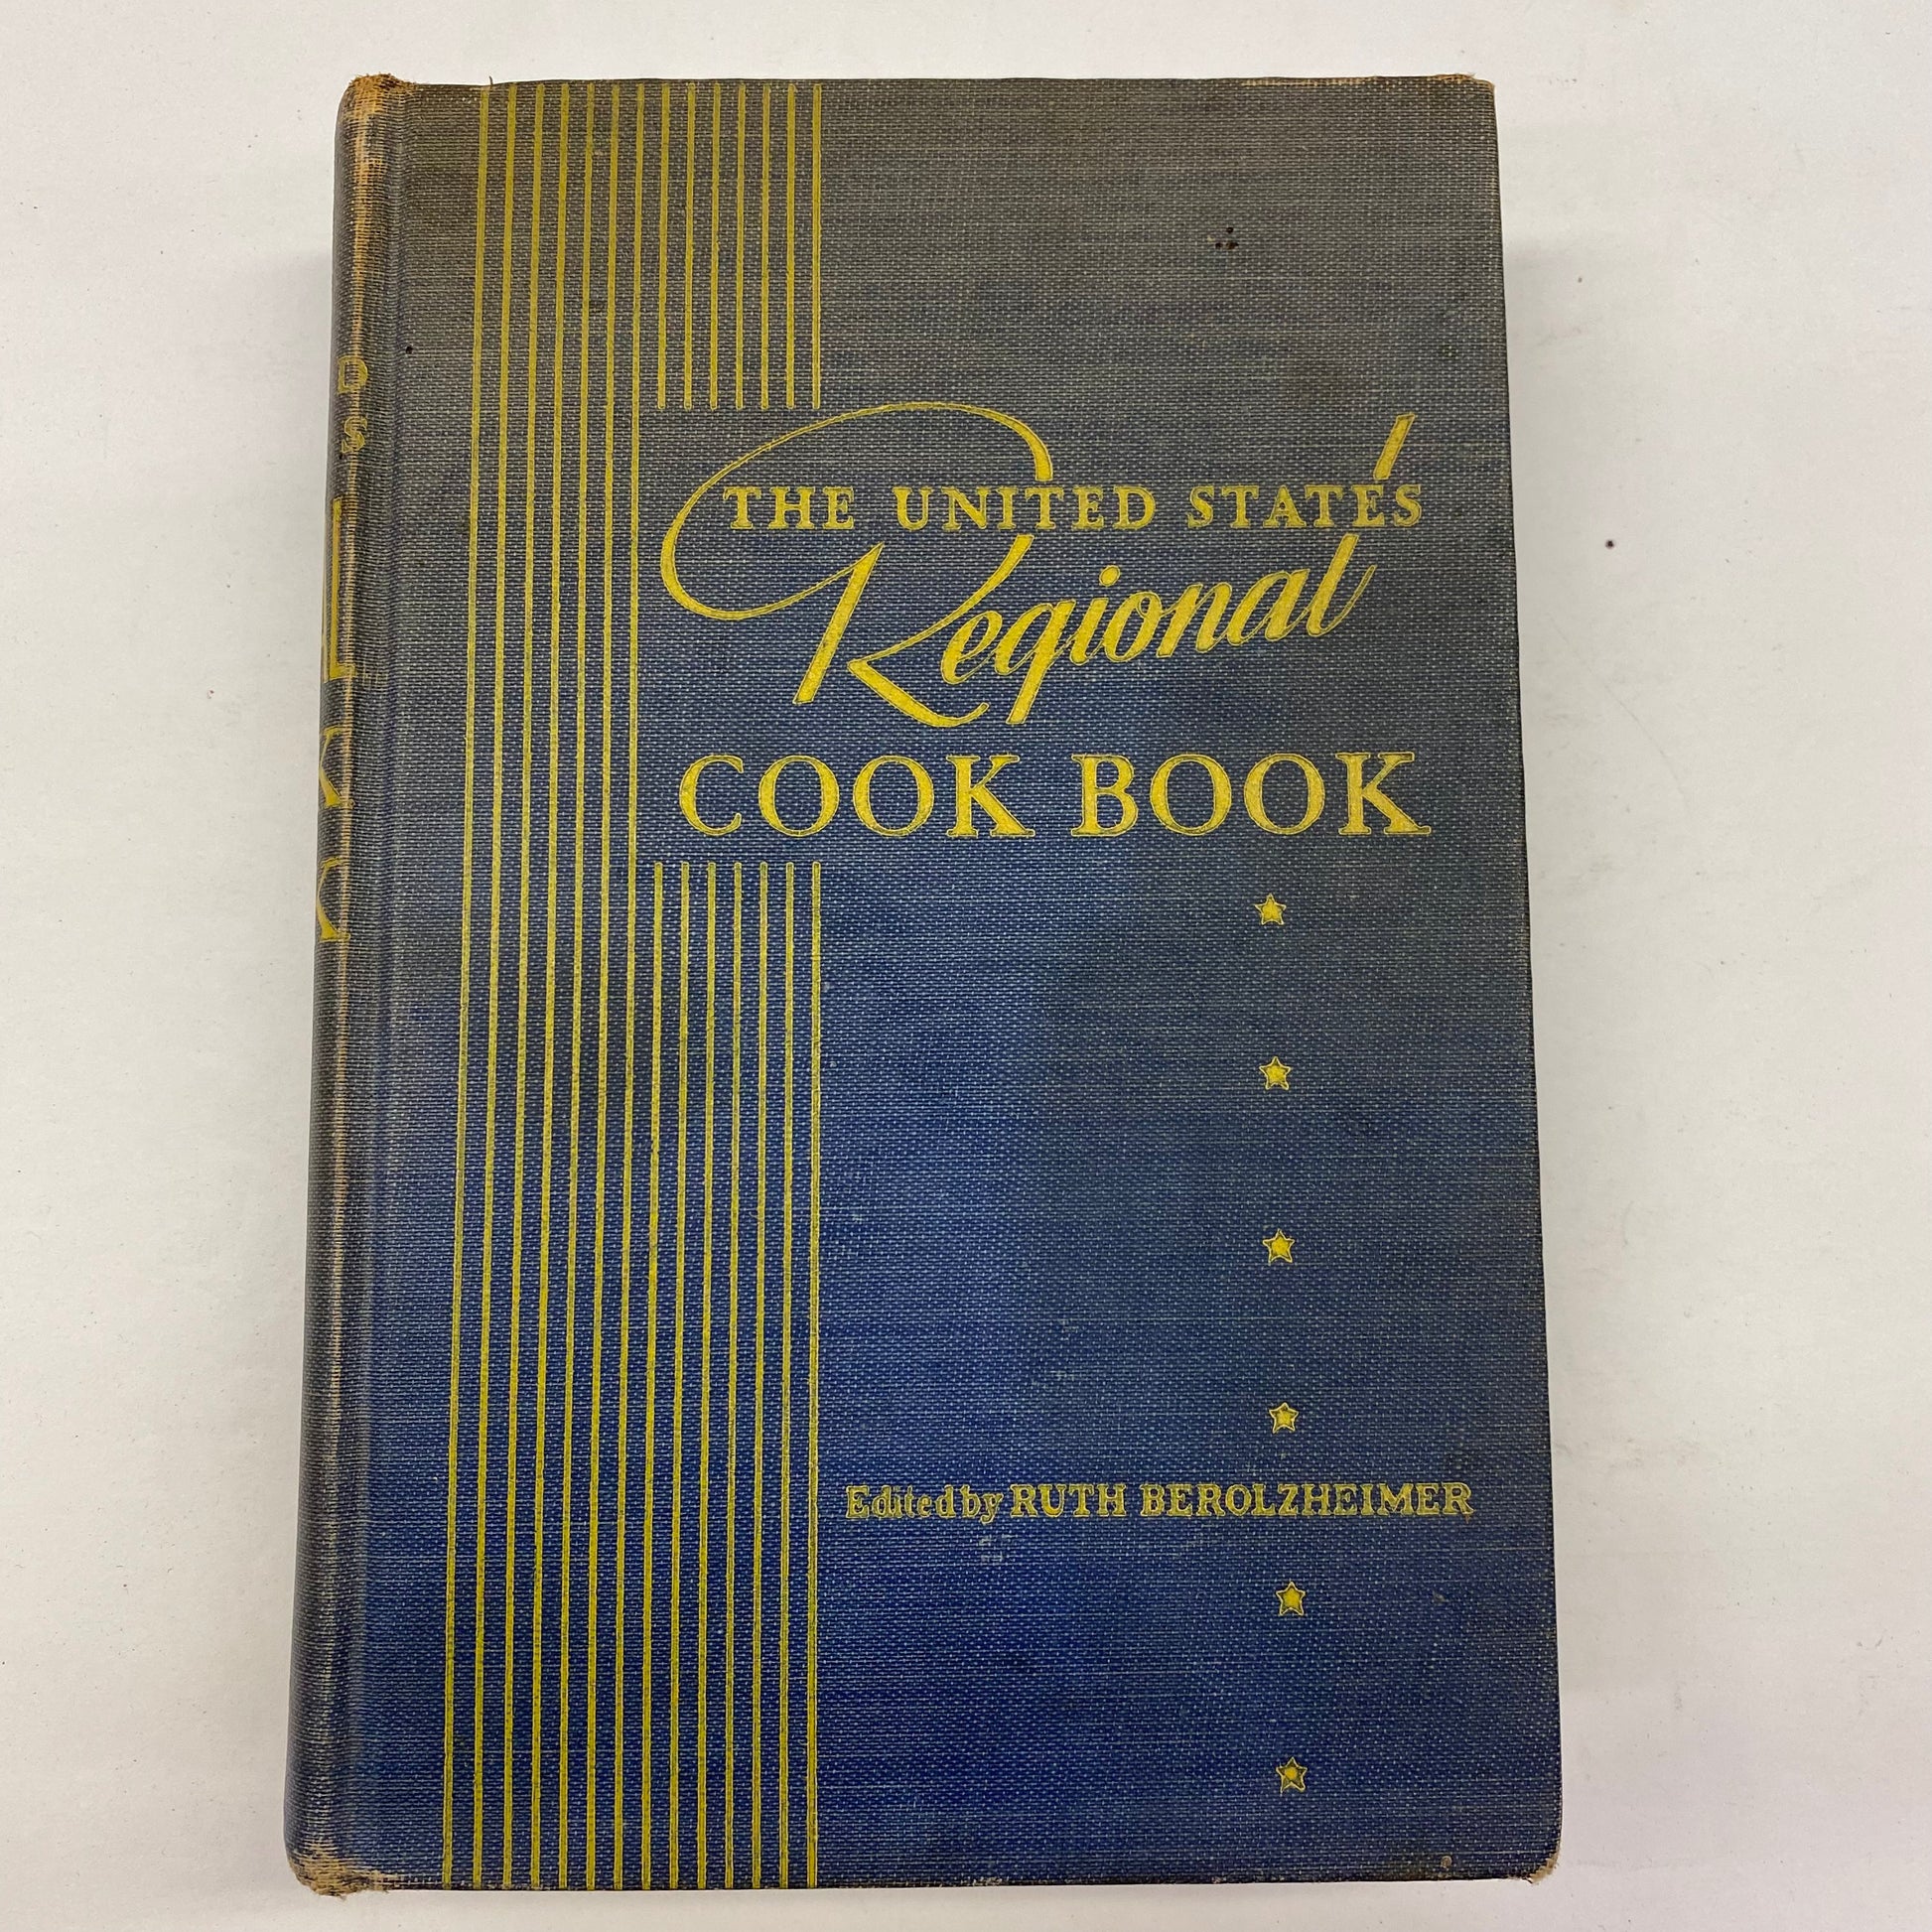 THE UNITED STATES
Regional
COOK BOOK
Edited by RUTH BEROLZHEIMER